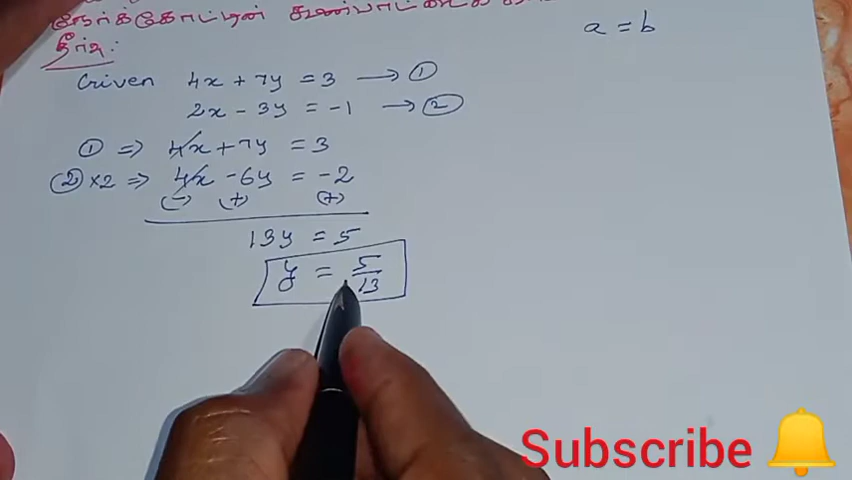 நேர்க்கோட்டின் சமன்பாட்டைக்
தீர்வு:
a = b
Given 4x + 7y = 3 → ①
2x - 3y = -1 → ②
① ⇒ 4x + 7y = 3
② ×2 ⇒ 4x - 6y = -2
(-) (+) (+)
13y = 5
y = 5/13
Subscribe